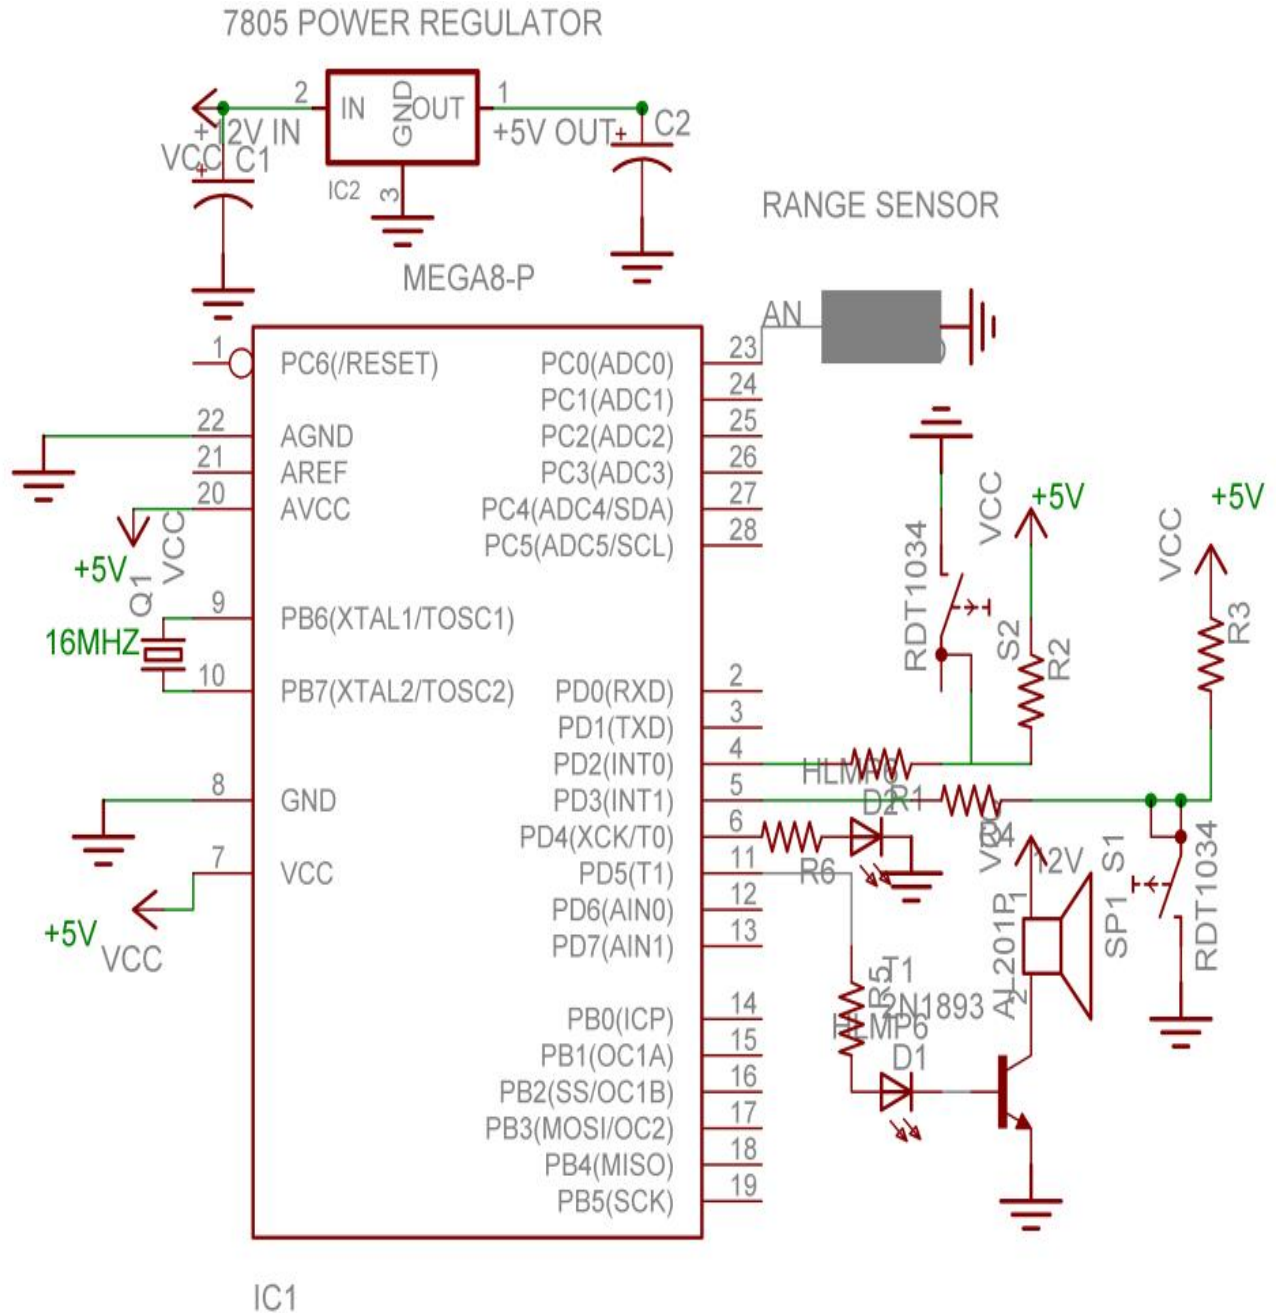 7805 POWER REGULATOR
2
IN
GND
OUT
1
+12V IN
+5V OUT
+
C2
VCC
+
C1
IC2
3
RANGE SENSOR
MEGA8-P
AN
1
PC6(/RESET)
PC0(ADC0)
23
PC1(ADC1)
24
22
AGND
PC2(ADC2)
25
21
AREF
PC3(ADC3)
26
20
AVCC
PC4(ADC4/SDA)
27
PC5(ADC5/SCL)
28
+5V
VCC
Q1
16MHZ
9
PB6(XTAL1/TOSC1)
10
PB7(XTAL2/TOSC2)
PD0(RXD)
2
PD1(TXD)
3
PD2(INT0)
4
8
GND
PD3(INT1)
5
PD4(XCK/T0)
6
7
VCC
PD5(T1)
11
PD6(AIN0)
12
PD7(AIN1)
13
+5V
VCC
PB0(ICP)
14
PB1(OC1A)
15
PB2(SS/OC1B)
16
PB3(MOSI/OC2)
17
PB4(MISO)
18
PB5(SCK)
19
RDT1034
S2
VCC
+5V
R2
VCC
+5V
R3
HLMP6
D2
R1
R4
R6
12V
1
2
AL201P
SP1
S1
RDT1034
R5
T1
2N1893
HLMP6
D1
IC1